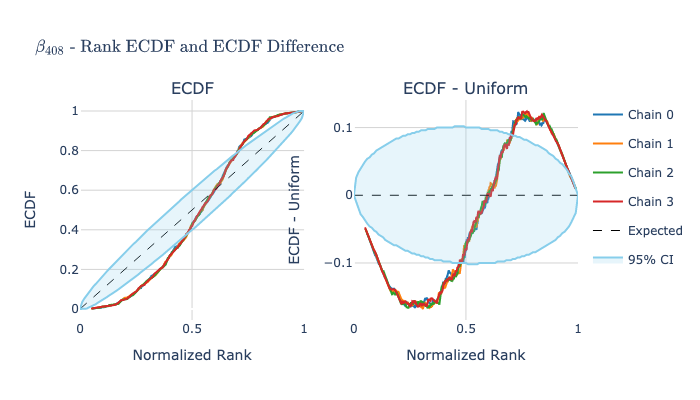 β408 - Rank ECDF and ECDF Difference
ECDF
ECDF - Uniform
ECDF
1
0.8
0.6
0.4
0.2
0
0
0.5
1
Normalized Rank
ECDF - Uniform
0.1
0
−0.1
0
0.5
1
Normalized Rank
Chain 0
Chain 1
Chain 2
Chain 3
Expected
95% CI